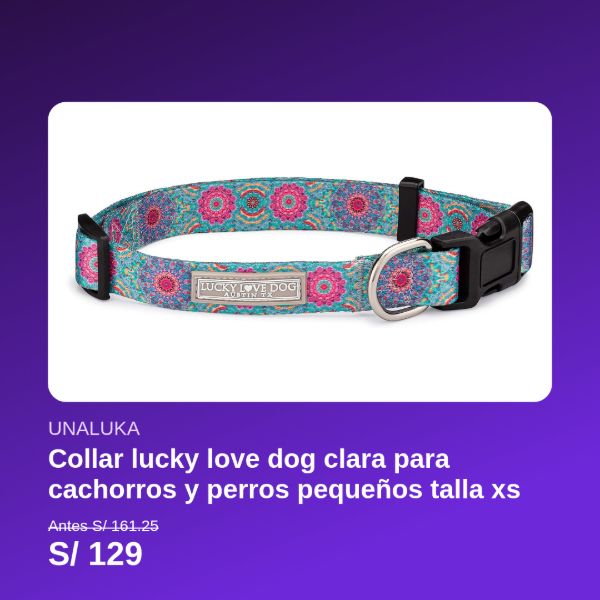 LUCKY LOVE DOG
AUSTIN TX
UNALUKA
Collar lucky love dog clara para
cachorros y perros pequeños talla xs
Antes S/ 161.25
S/ 129